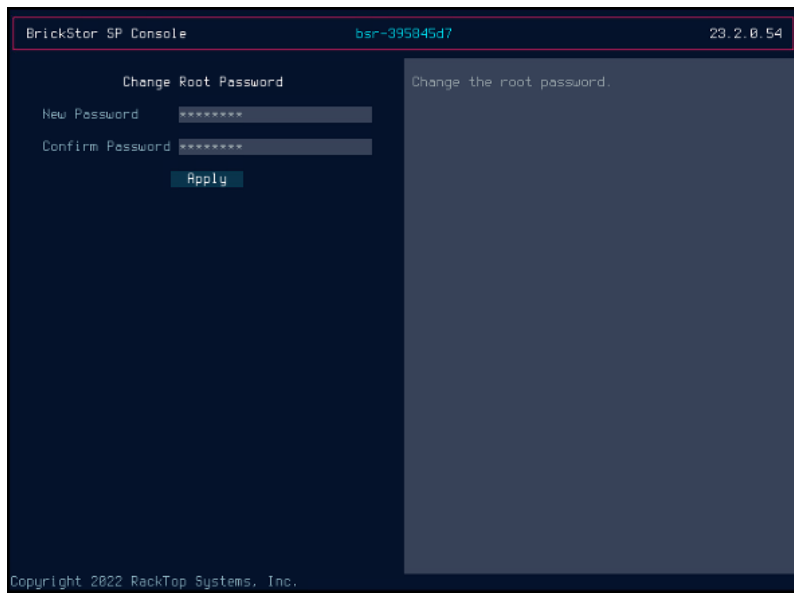 BrickStor SP Console bsr-395845d7 23.2.0.54
Change Root Password
Change the root password.
New Password ********
Confirm Password ********
Apply
Copyright 2022 RackTop Systems, Inc.